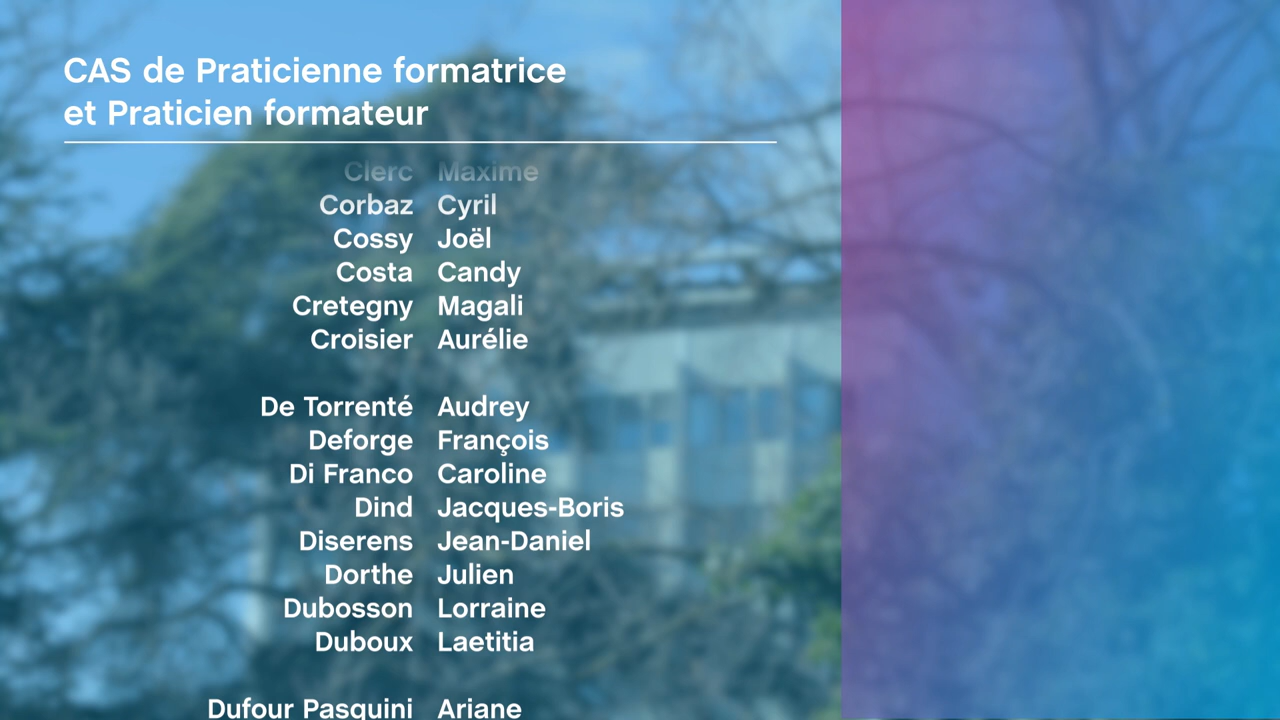 CAS de Praticienne formatrice
et Praticien formateur
Clerc Maxime
Corbaz Cyril
Cossy Joël
Costa Candy
Cretegny Magali
Croisier Aurélie
De Torrenté Audrey
Deforge François
Di Franco Caroline
Dind Jacques-Boris
Diserens Jean-Daniel
Dorthe Julien
Dubosson Lorraine
Duboux Laetitia
Dufour Pasquini Ariane